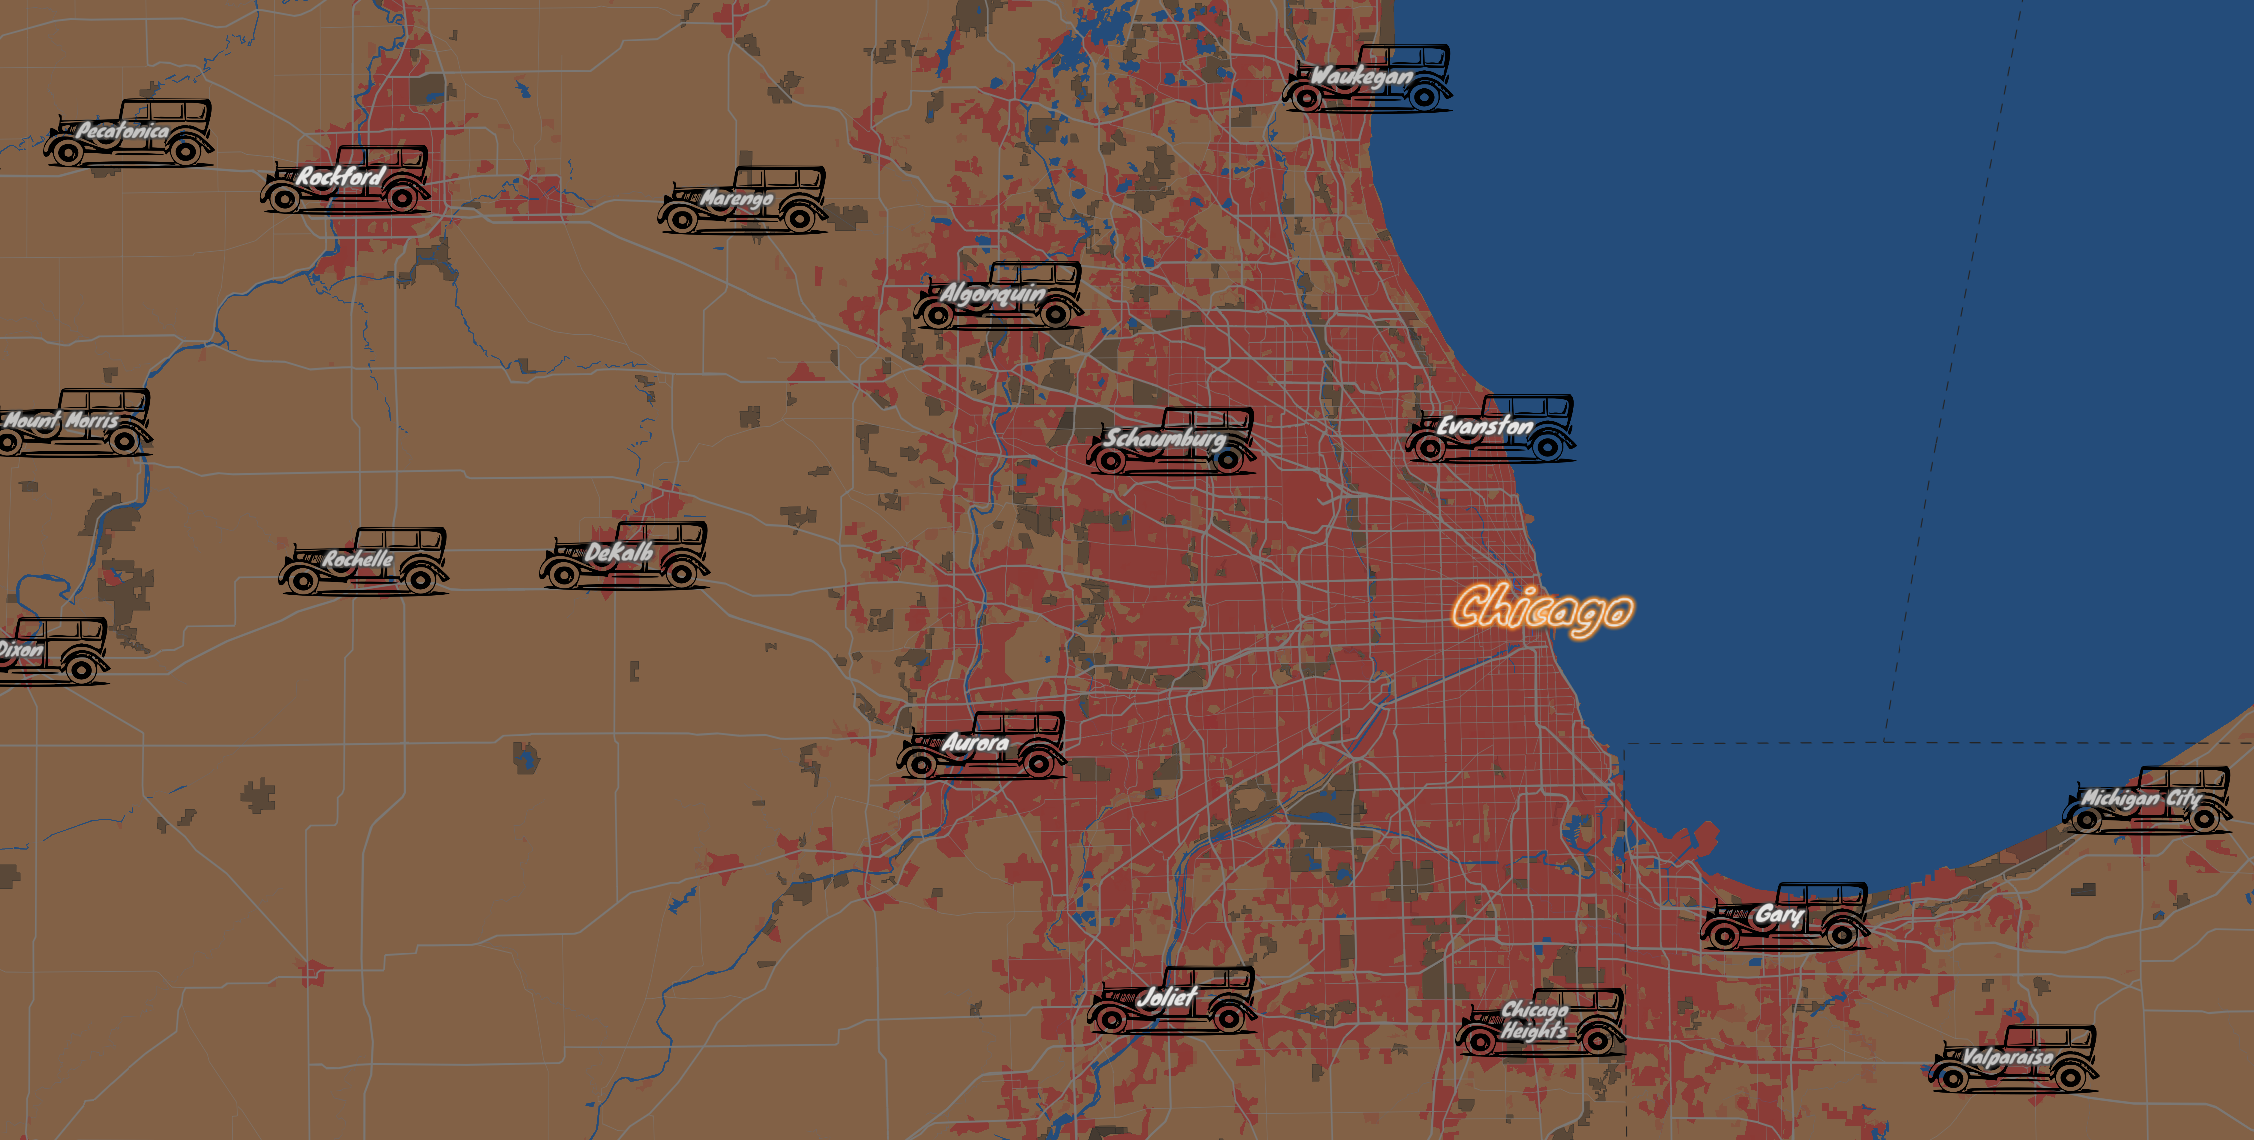 Waukegan
Pecatonica
Rockford
Marengo
Algonquin
Mount Morris
Evanston
Schaumburg
DeKalb
Rochelle
Chicago
Dixon
Aurora
Michigan City
Gary
Joliet
Chicago
Heights
Valparaiso